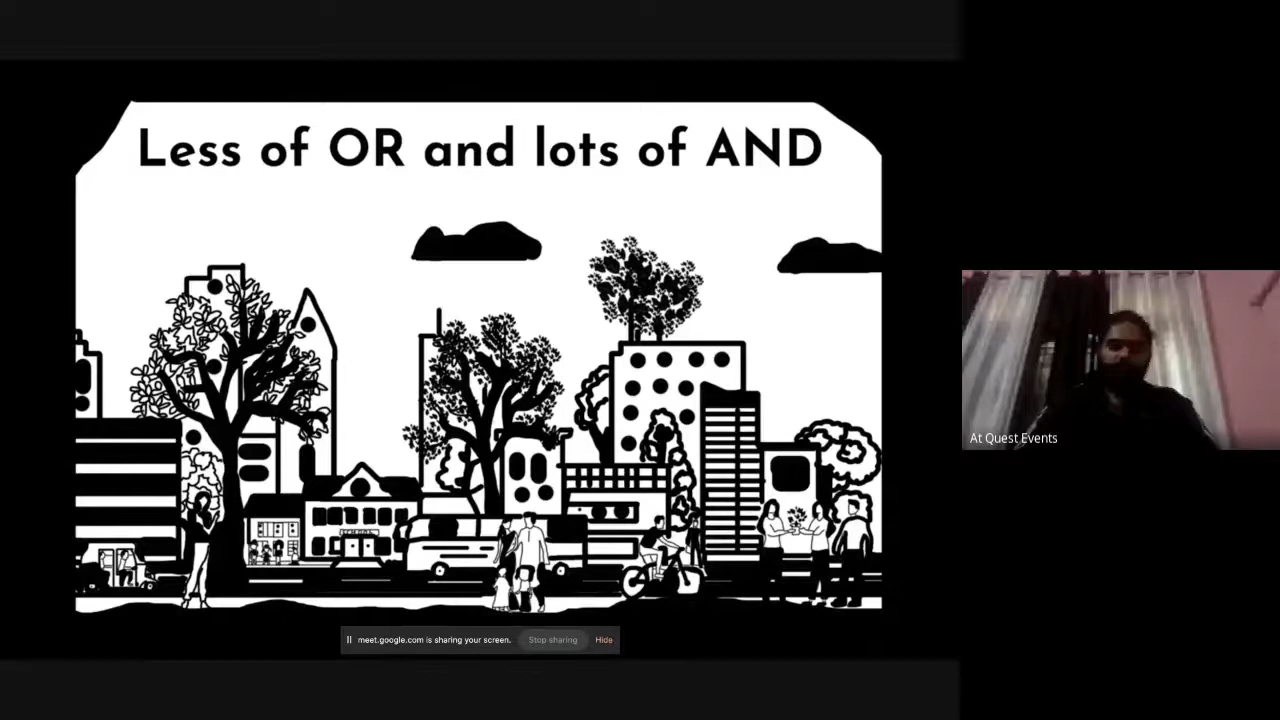 Less of OR and lots of AND
SCHOOL
meet.google.com is sharing your screen.
Stop sharing
Hide
At Quest Events